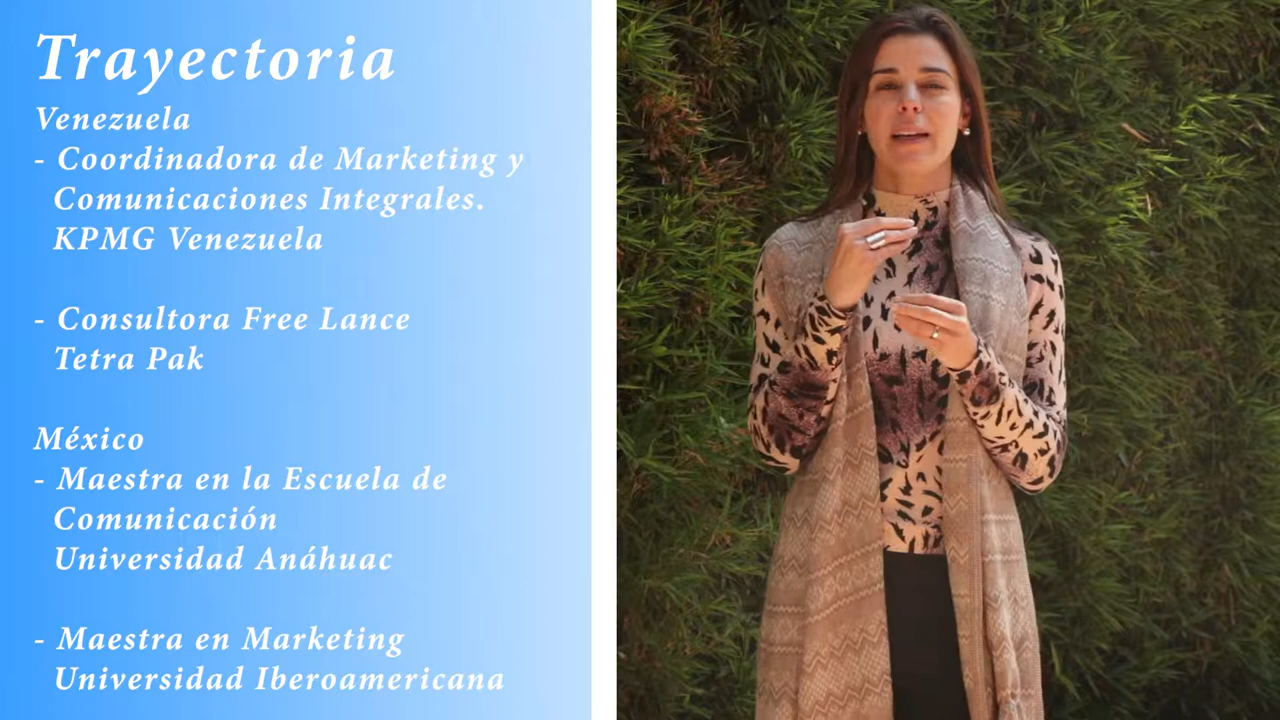 Trayectoria
Venezuela
- Coordinadora de Marketing y
Comunicaciones Integrales.
KPMG Venezuela
- Consultora Free Lance
Tetra Pak
México
- Maestra en la Escuela de
Comunicación
Universidad Anáhuac
- Maestra en Marketing
Universidad Iberoamericana